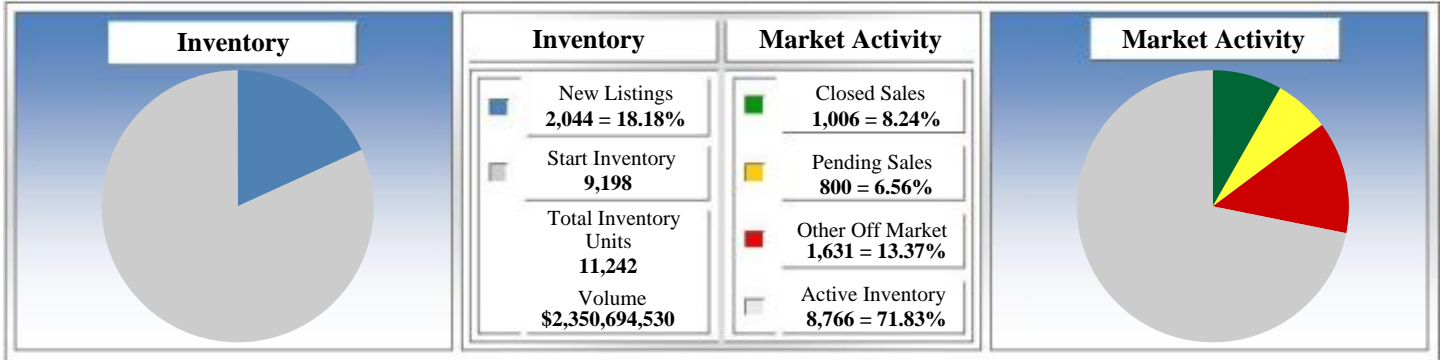 Inventory
Inventory
New Listings
2,044 = 18.18%
Start Inventory
9,198
Total Inventory
Units
11,242
Volume
$2,350,694,530
Market Activity
Closed Sales
1,006 = 8.24%
Pending Sales
800 = 6.56%
Other Off Market
1,631 = 13.37%
Active Inventory
8,766 = 71.83%
Market Activity